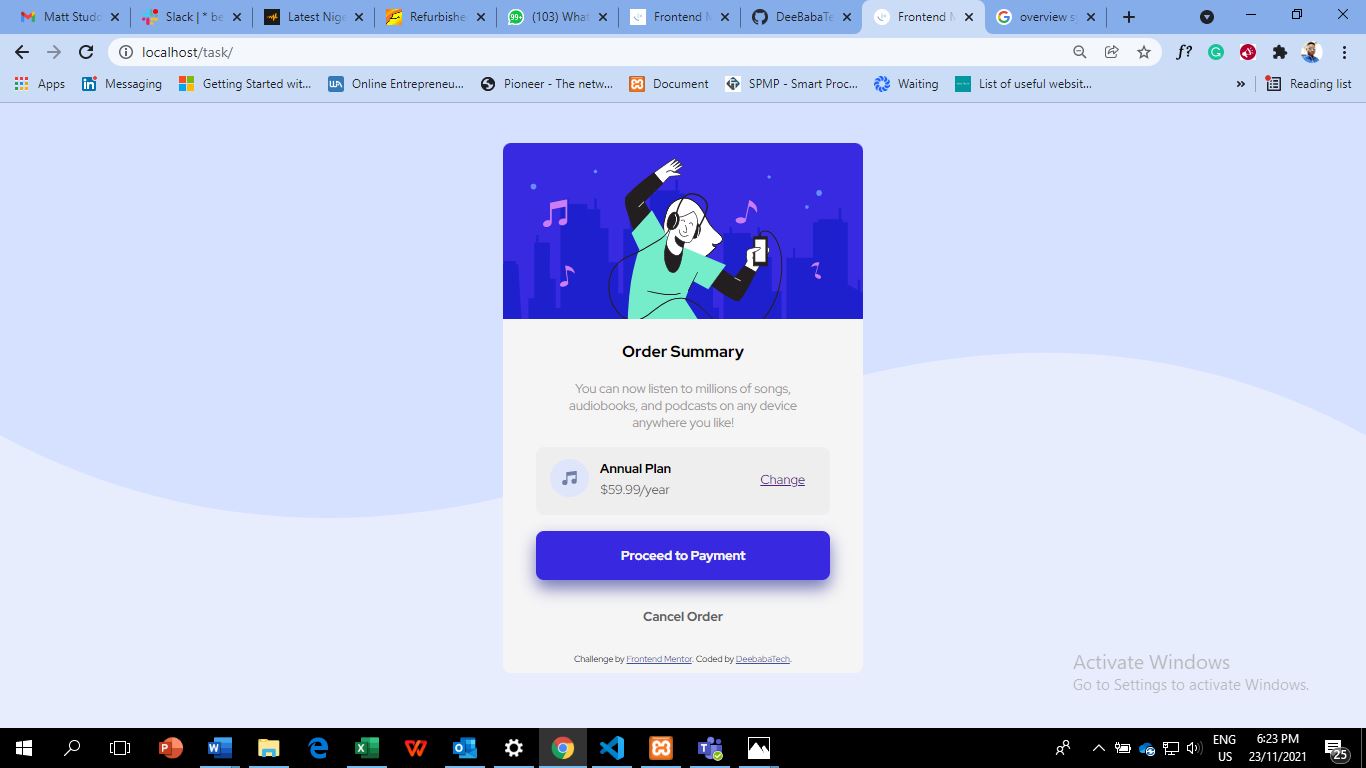 Matt Studd
Slack | * be
Latest Nige
Refurbishe
(103) What
Frontend M
DeeBabaTe
Frontend M
overview s
localhost/task/
Apps
Messaging
Getting Started wit...
Online Entrepreneu...
Pioneer - The netw...
Document
SPMP - Smart Proc...
Waiting
List of useful websit...
»
Reading list
Order Summary
You can now listen to millions of songs,
audiobooks, and podcasts on any device
anywhere you like!
Annual Plan
$59.99/year
Change
Proceed to Payment
Cancel Order
Challenge by Frontend Mentor. Coded by DeebabaTech.
Activate Windows
Go to Settings to activate Windows.
ENG
US
6:23 PM
23/11/2021
25